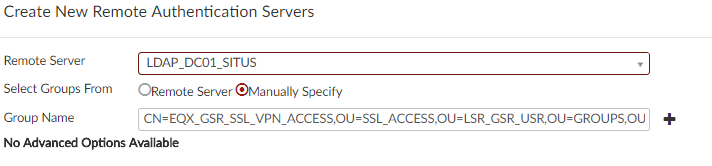 Create New Remote Authentication Servers
Remote Server LDAP_DC01_SITUS
Select Groups From Remote Server Manually Specify
Group Name CN=EQX_GSR_SSL_VPN_ACCESS,OU=SSL_ACCESS,OU=LSR_GSR_USR,OU=GROUPS,OU
No Advanced Options Available